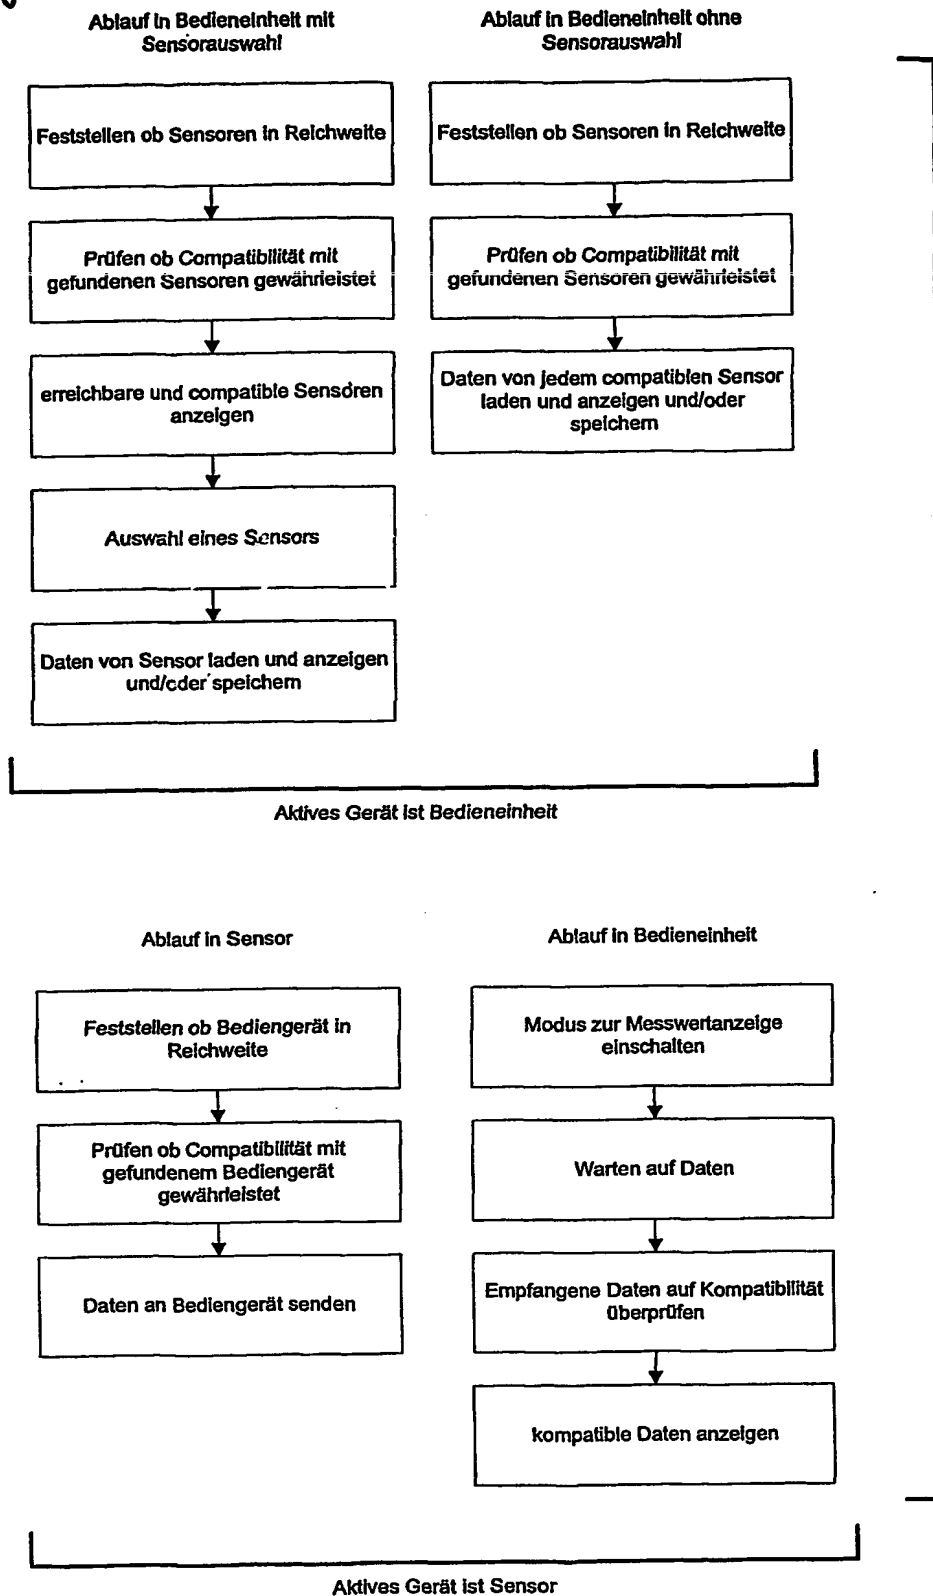 Ablauf in Bedieneinheit mit
Sensorauswahl
Feststellen ob Sensoren in Reichweite
Prüfen ob Compatibilität mit
gefundenen Sensoren gewährleistet
erreichbare und compatible Sensoren
anzeigen
Auswahl eines Sensors
Daten von Sensor laden und anzeigen
und/oder speichern
Ablauf in Bedieneinheit ohne
Sensorauswahl
Feststellen ob Sensoren in Reichweite
Prüfen ob Compatibilität mit
gefundenen Sensoren gewährleistet
Daten von jedem compatiblen Sensor
laden und anzeigen und/oder
speichern
Aktives Gerät ist Bedieneinheit
Ablauf in Sensor
Feststellen ob Bediengerät in
Reichweite
Prüfen ob Compatibilität mit
gefundenem Bediengerät
gewährleistet
Daten an Bediengerät senden
Ablauf in Bedieneinheit
Modus zur Messwertanzeige
einschalten
Warten auf Daten
Empfangene Daten auf Kompatibilität
überprüfen
kompatible Daten anzeigen
Aktives Gerät ist Sensor